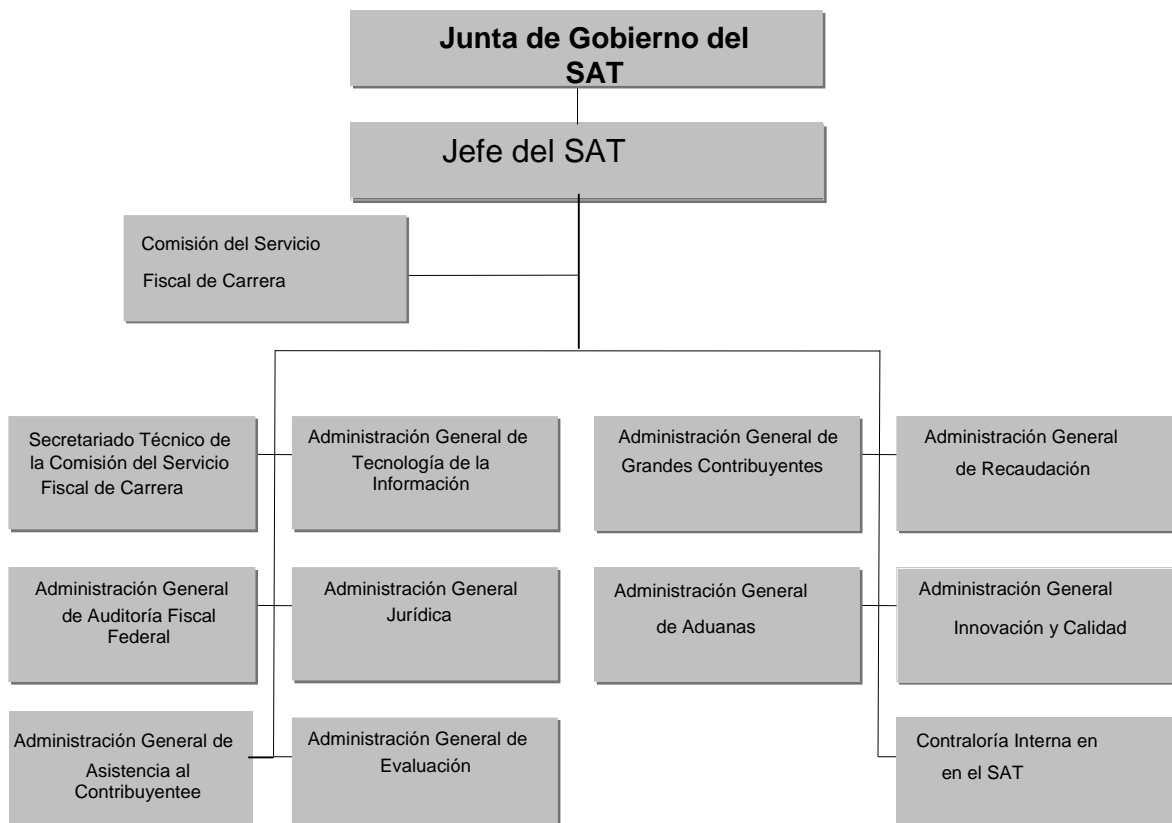 Junta de Gobierno del
SAT
Jefe del SAT
Comisión del Servicio
Fiscal de Carrera
Secretariado Técnico de
la Comisión del Servicio
Fiscal de Carrera
Administración General de
Tecnología de la
Información
Administración General de
Grandes Contribuyentes
Administración General
de Recaudación
Administración General
de Auditoría Fiscal
Federal
Administración General
Jurídica
Administración General
de Aduanas
Administración General
Innovación y Calidad
Administración General de
Asistencia al
Contribuyentee
Administración General de
Evaluación
Contraloría Interna en
en el SAT